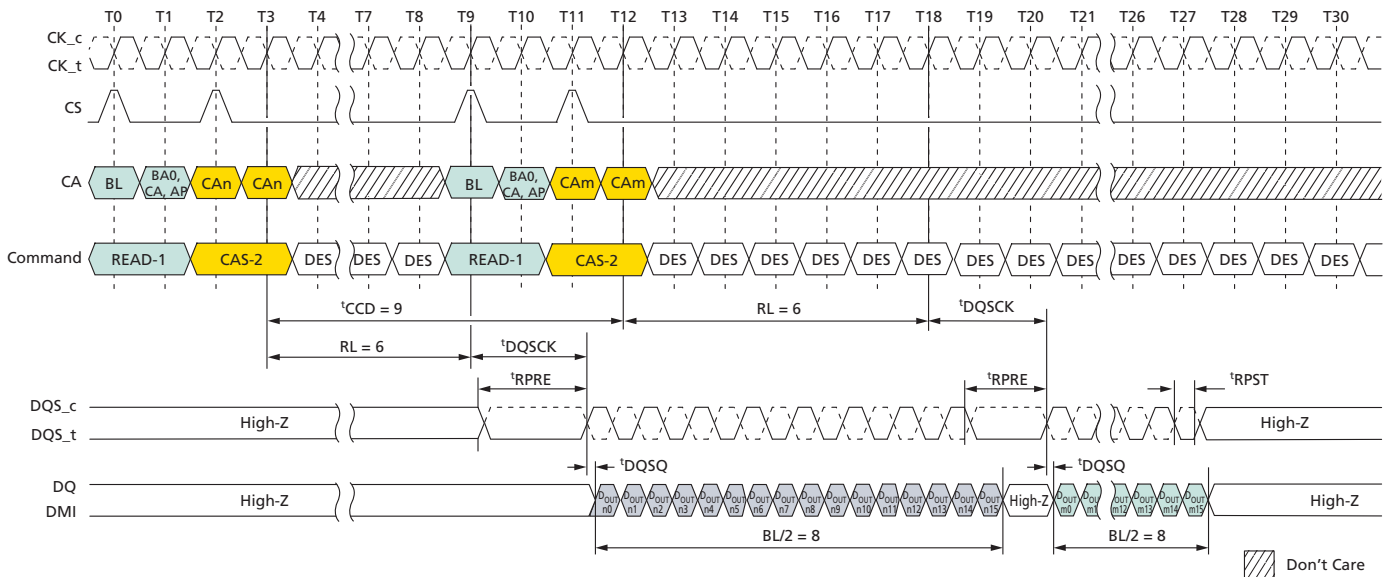 T0 T1 T2 T3 T4 T7 T8 T9 T10 T11 T12 T13 T14 T15 T16 T17 T18 T19 T20 T21 T26 T27 T28 T29 T30
CK_c
CK_t
CS
CA BL BA0, CA, AP CAn CAn BL BA0, CA, AP CAm CAm
Command READ-1 CAS-2 DES DES DES READ-1 CAS-2 DES DES DES DES DES DES DES DES DES DES DES DES DES DES
tCCD = 9 RL = 6 tDQSCK
RL = 6 tDQSCK
tRPRE tRPRE tRPST
DQS_c
DQS_t
High-Z High-Z
tDQSQ tDQSQ
DQ
DMI
High-Z DOUT n0 DOUT n1 DOUT n2 DOUT n3 DOUT n4 DOUT n5 DOUT n6 DOUT n7 DOUT n8 DOUT n9 DOUT n10 DOUT n11 DOUT n12 DOUT n13 DOUT n14 DOUT n15 High-Z DOUT m0 DOUT m1 DOUT m12 DOUT m13 DOUT m14 DOUT m15 High-Z
BL/2 = 8 BL/2 = 8
Don't Care